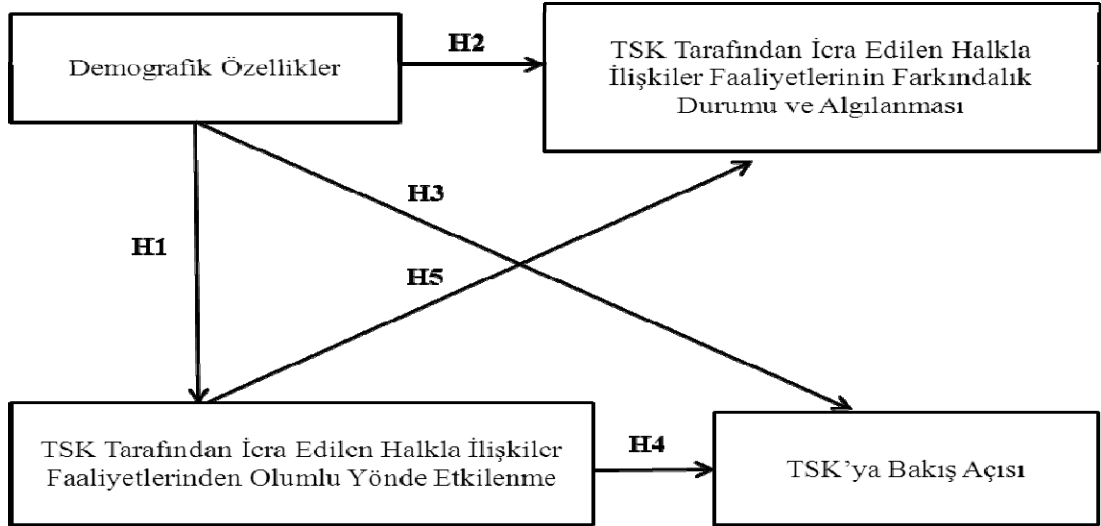 H2
Demografik Özellikler
TSK Tarafından İcra Edilen Halkla
İlişkiler Faaliyetlerinin Farkındalık
Durumu ve Algılanması
H3
H1
H5
TSK Tarafından İcra Edilen Halkla İlişkiler
Faaliyetlerinden Olumlu Yönde Etkilenme
H4
TSK’ya Bakış Açısı